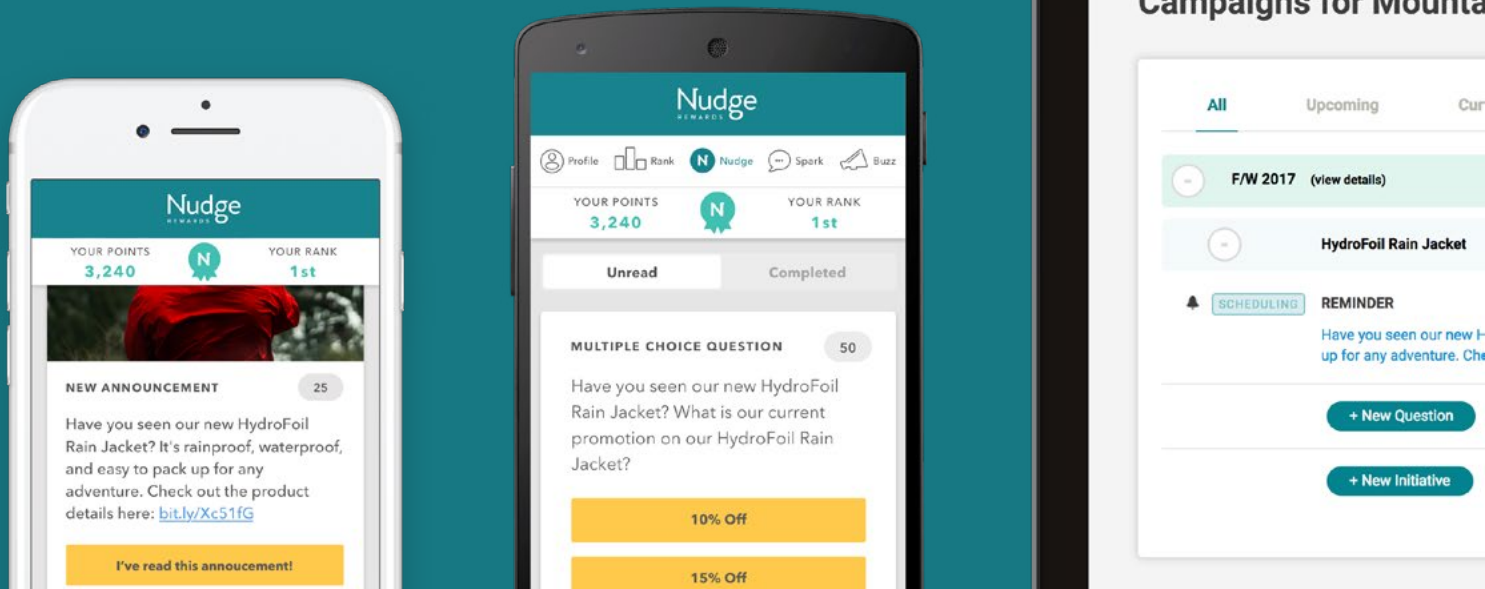 Nudge
REWARDS
YOUR POINTS
3,240
N
YOUR RANK
1st
NEW ANNOUNCEMENT
25
Have you seen our new HydroFoil
Rain Jacket? It's rainproof, waterproof,
and easy to pack up for any
adventure. Check out the product
details here: bit.ly/Xc51fG
I've read this annoucement!
Nudge
REWARDS
Profile Rank N Nudge Spark Buzz
YOUR POINTS
3,240
N
YOUR RANK
1st
Unread Completed
MULTIPLE CHOICE QUESTION
50
Have you seen our new HydroFoil
Rain Jacket? What is our current
promotion on our HydroFoil Rain
Jacket?
10% Off
15% Off
Campaigns for
All Upcoming
F/W 2017 (view details)
HydroFoil Rain Jacket
SCHEDULING REMINDER
Have you seen our new
up for any adventure.
+ New Question
+ New Initiative